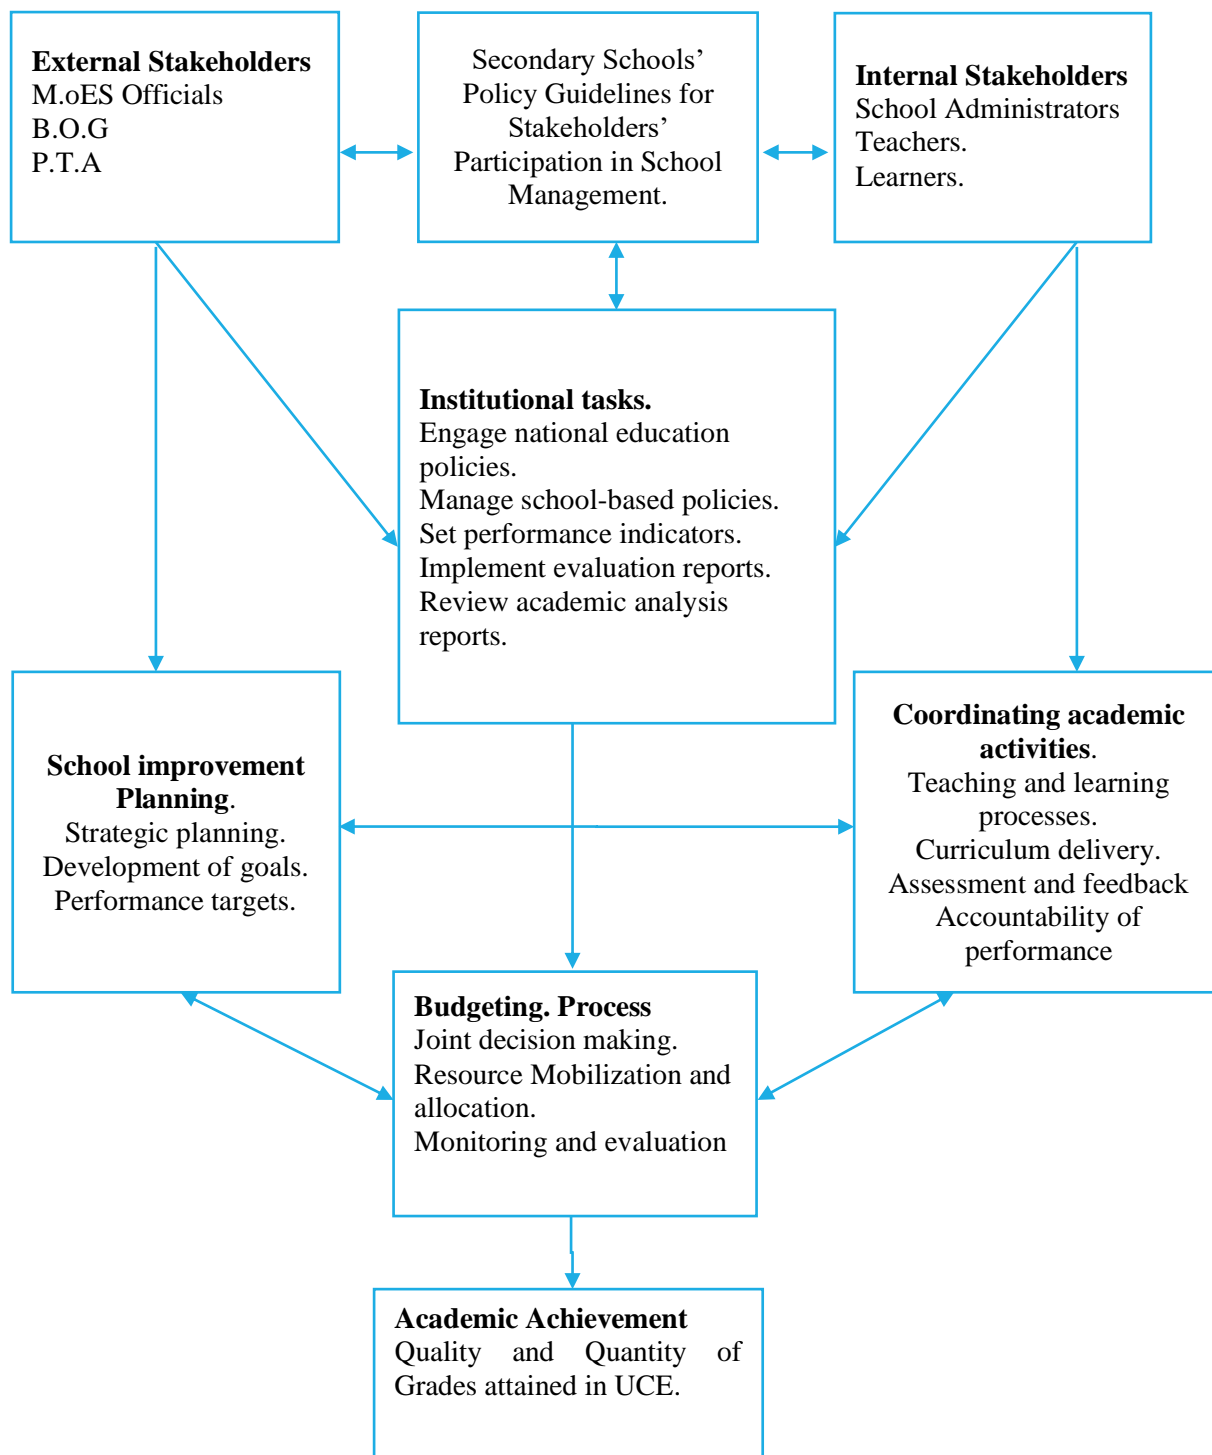 External Stakeholders
M.oES Officials
B.O.G
P.T.A
Secondary Schools’
Policy Guidelines for
Stakeholders’
Participation in School
Management.
Internal Stakeholders
School Administrators
Teachers.
Learners.
Institutional tasks.
Engage national education
policies.
Manage school-based policies.
Set performance indicators.
Implement evaluation reports.
Review academic analysis
reports.
School improvement
Planning.
Strategic planning.
Development of goals.
Performance targets.
Coordinating academic
activities.
Teaching and learning
processes.
Curriculum delivery.
Assessment and feedback
Accountability of
performance
Budgeting. Process
Joint decision making.
Resource Mobilization and
allocation.
Monitoring and evaluation
Academic Achievement
Quality and Quantity of
Grades attained in UCE.